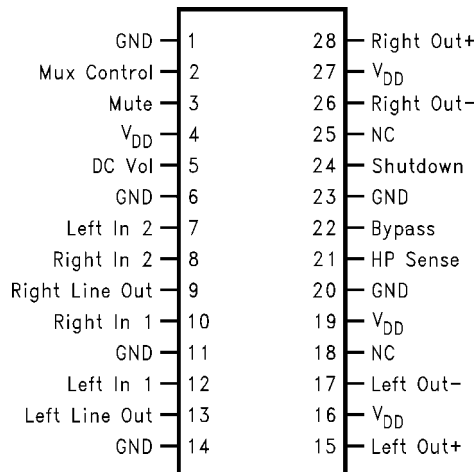 GND 1 28 Right Out+
Mux Control 2 27 VDD
Mute 3 26 Right Out-
VDD 4 25 NC
DC Vol 5 24 Shutdown
GND 6 23 GND
Left In 2 7 22 Bypass
Right In 2 8 21 HP Sense
Right Line Out 9 20 GND
Right In 1 10 19 VDD
GND 11 18 NC
Left In 1 12 17 Left Out-
Left Line Out 13 16 VDD
GND 14 15 Left Out+